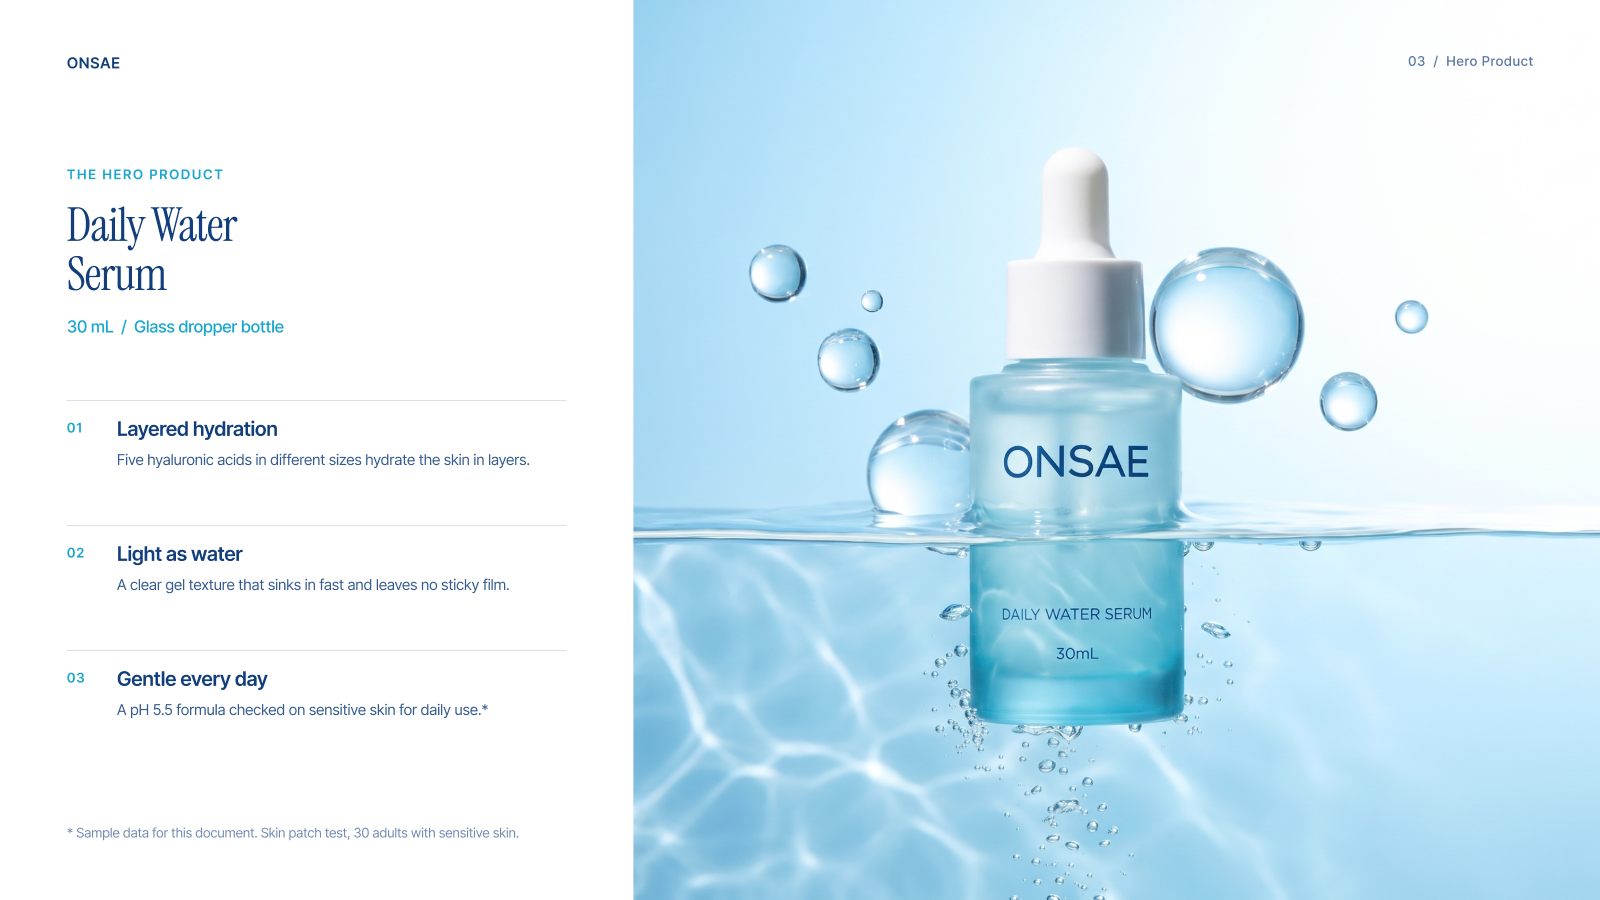 ONSAE
03 / Hero Product
THE HERO PRODUCT
Daily Water
Serum
30 mL / Glass dropper bottle
01
Layered hydration
Five hyaluronic acids in different sizes hydrate the skin in layers.
02
Light as water
A clear gel texture that sinks in fast and leaves no sticky film.
03
Gentle every day
A pH 5.5 formula checked on sensitive skin for daily use.*
* Sample data for this document. Skin patch test, 30 adults with sensitive skin.
ONSAE
DAILY WATER SERUM
30mL